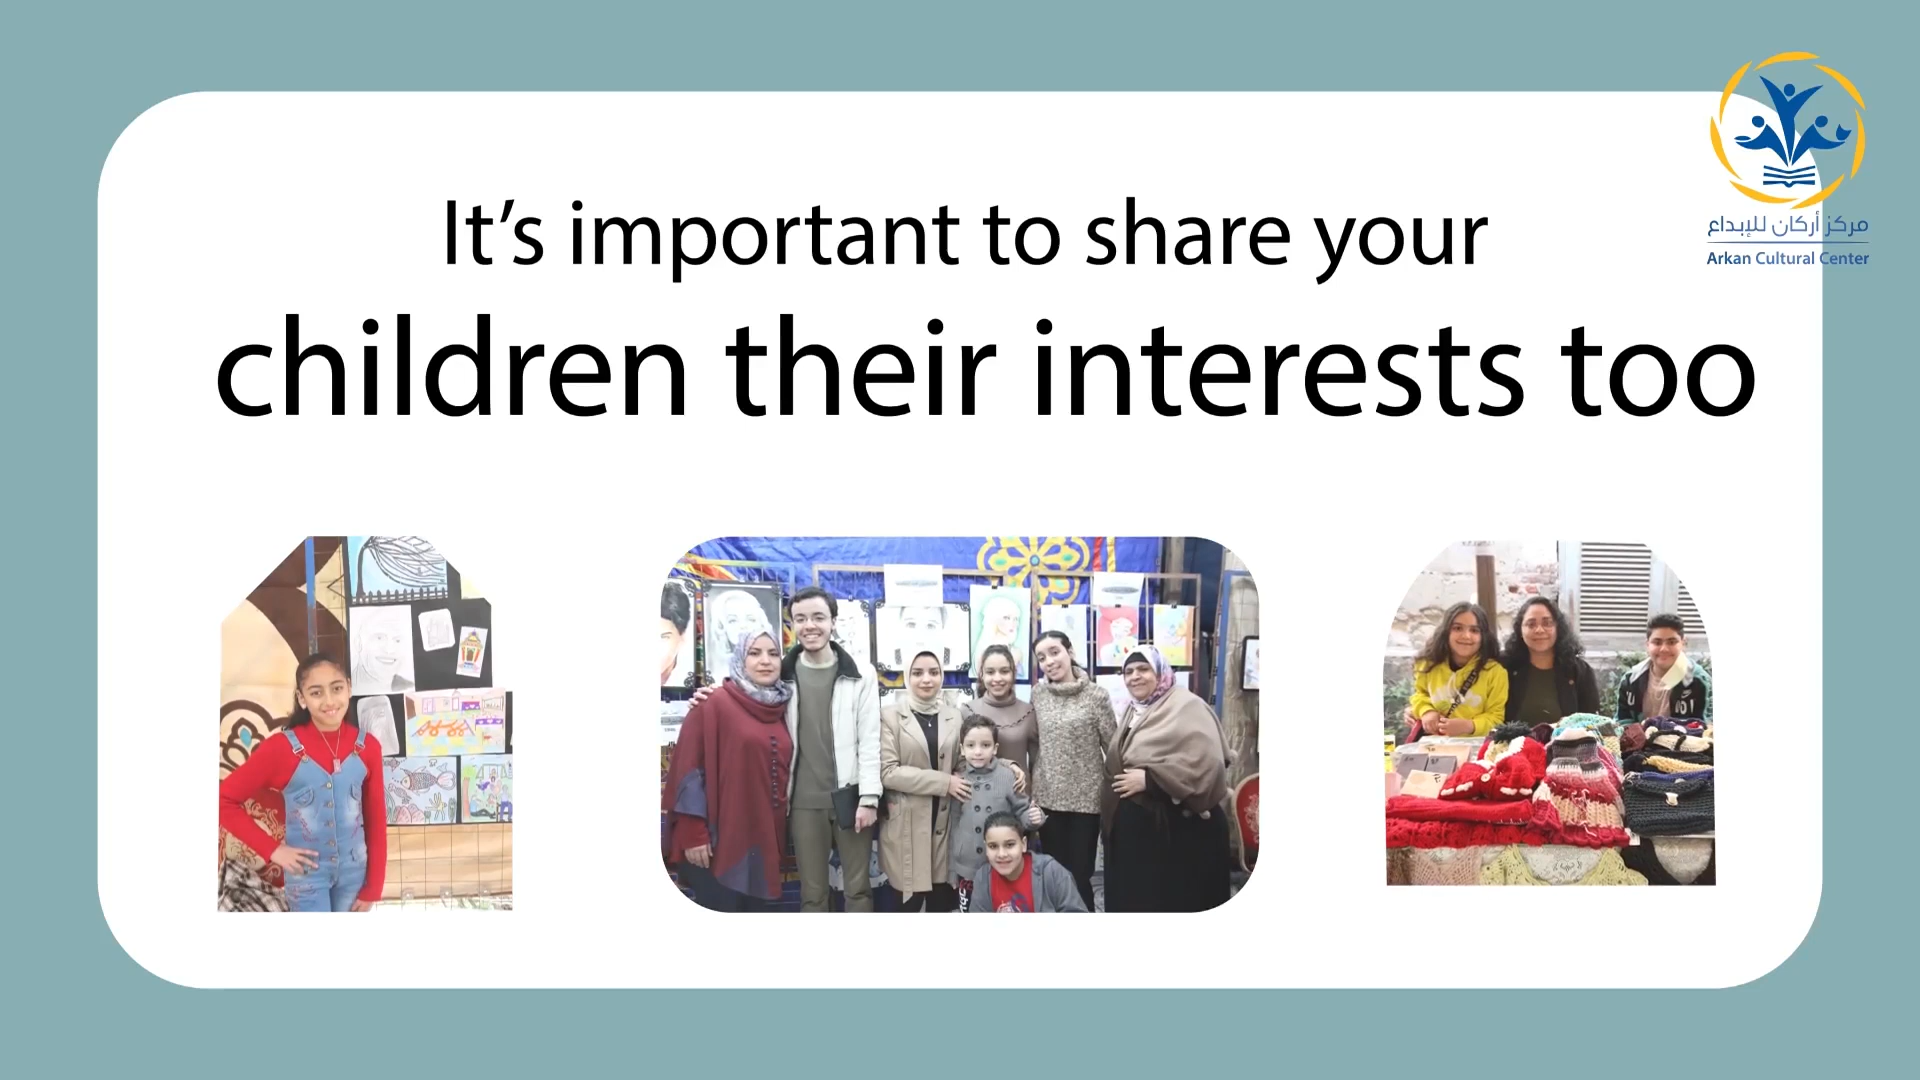 It’s important to share your
children their interests too
مركز أركان للإبداع
Arkan Cultural Center